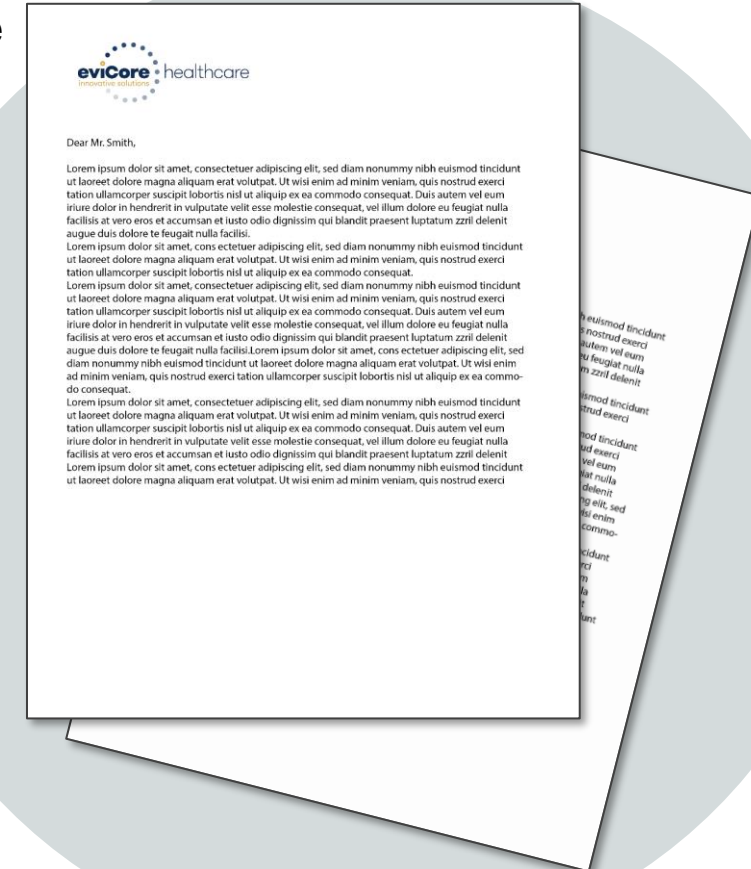 e
eviCore healthcare
innovative solutions
Dear Mr. Smith,
Lorem ipsum dolor sit amet, consectetuer adipiscing elit, sed diam nonummy nibh euismod tincidunt
ut laoreet dolore magna aliquam erat volutpat. Ut wisi enim ad minim veniam, quis nostrud exerci
tation ullamcorper suscipit lobortis nisl ut aliquip ex ea commodo consequat. Duis autem vel eum
iriure dolor in hendrerit in vulputate velit esse molestie consequat, vel illum dolore eu feugiat nulla
facilisis at vero eros et accumsan et iusto odio dignissim qui blandit praesent luptatum zzril delenit
augue duis dolore te feugait nulla facilisi.
Lorem ipsum dolor sit amet, cons ectetuer adipiscing elit, sed diam nonummy nibh euismod tincidunt
ut laoreet dolore magna aliquam erat volutpat. Ut wisi enim ad minim veniam, quis nostrud exerci
tation ullamcorper suscipit lobortis nisl ut aliquip ex ea commodo consequat.
Lorem ipsum dolor sit amet, consectetuer adipiscing elit, sed diam nonummy nibh euismod tincidunt
ut laoreet dolore magna aliquam erat volutpat. Ut wisi enim ad minim veniam, quis nostrud exerci
tation ullamcorper suscipit lobortis nisl ut aliquip ex ea commodo consequat. Duis autem vel eum
iriure dolor in hendrerit in vulputate velit esse molestie consequat, vel illum dolore eu feugiat nulla
facilisis at vero eros et accumsan et iusto odio dignissim qui blandit praesent luptatum zzril delenit
augue duis dolore te feugait nulla facilisi.Lorem ipsum dolor sit amet, cons ectetuer adipiscing elit, sed
diam nonummy nibh euismod tincidunt ut laoreet dolore magna aliquam erat volutpat. Ut wisi enim
ad minim veniam, quis nostrud exerci tation ullamcorper suscipit lobortis nisl ut aliquip ex ea commo-
do consequat.
Lorem ipsum dolor sit amet, consectetuer adipiscing elit, sed diam nonummy nibh euismod tincidunt
ut laoreet dolore magna aliquam erat volutpat. Ut wisi enim ad minim veniam, quis nostrud exerci
tation ullamcorper suscipit lobortis nisl ut aliquip ex ea commodo consequat. Duis autem vel eum
iriure dolor in hendrerit in vulputate velit esse molestie consequat, vel illum dolore eu feugiat nulla
facilisis at vero eros et accumsan et iusto odio dignissim qui blandit praesent luptatum zzril delenit
Lorem ipsum dolor sit amet, cons ectetuer adipiscing elit, sed diam nonummy nibh euismod tincidunt
ut laoreet dolore magna aliquam erat volutpat. Ut wisi enim ad minim veniam, quis nostrud exerci
h euismod tincidunt
s nostrud exerci
autem vel eum
eu feugiat nulla
m zzril delenit
ismod tincidunt
strud exerci
mod tincidunt
ud exerci
vel eum
iat nulla
delenit
ng elit, sed
isi enim
commo-
cidunt
rci
m
la
t
unt